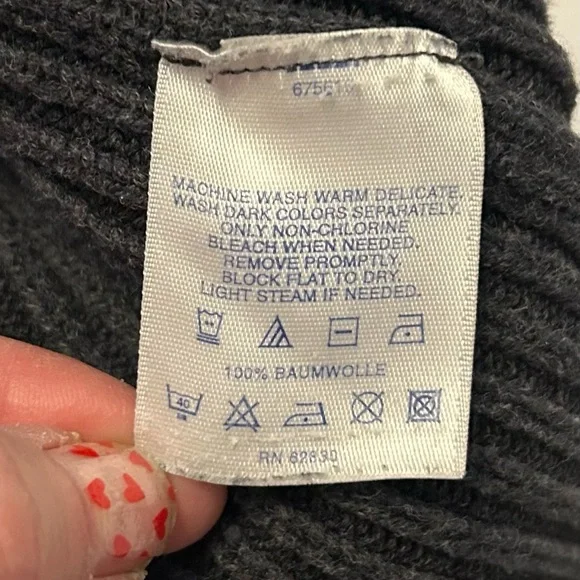 MACHINE WASH WARM DELICATE.
WASH DARK COLORS SEPARATELY.
ONLY NON-CHLORINE
BLEACH WHEN NEEDED.
REMOVE PROMPTLY,
BLOCK FLAT TO DRY.
LIGHT STEAM IF NEEDED.
100% BAUMWOLLE
40
RN